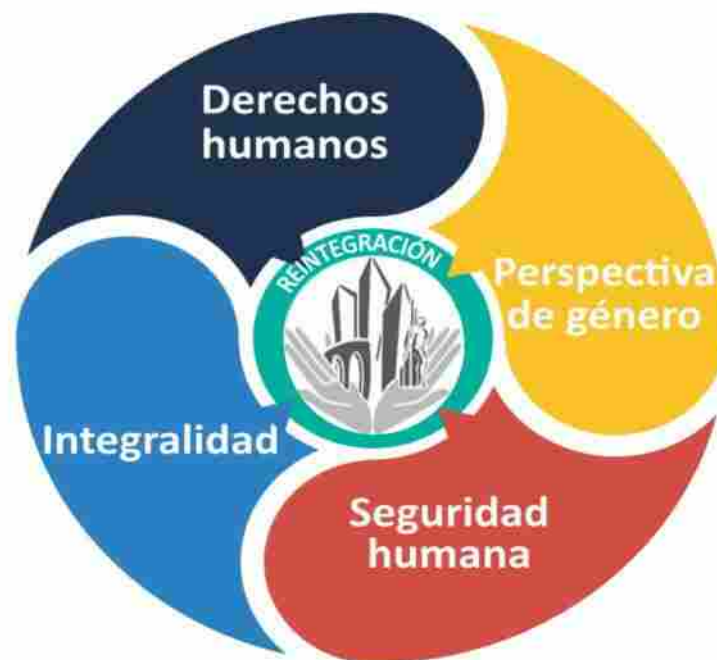 Derechos
humanos
REINTEGRACIÓN
Perspectiva
de género
Integralidad
Seguridad
humana